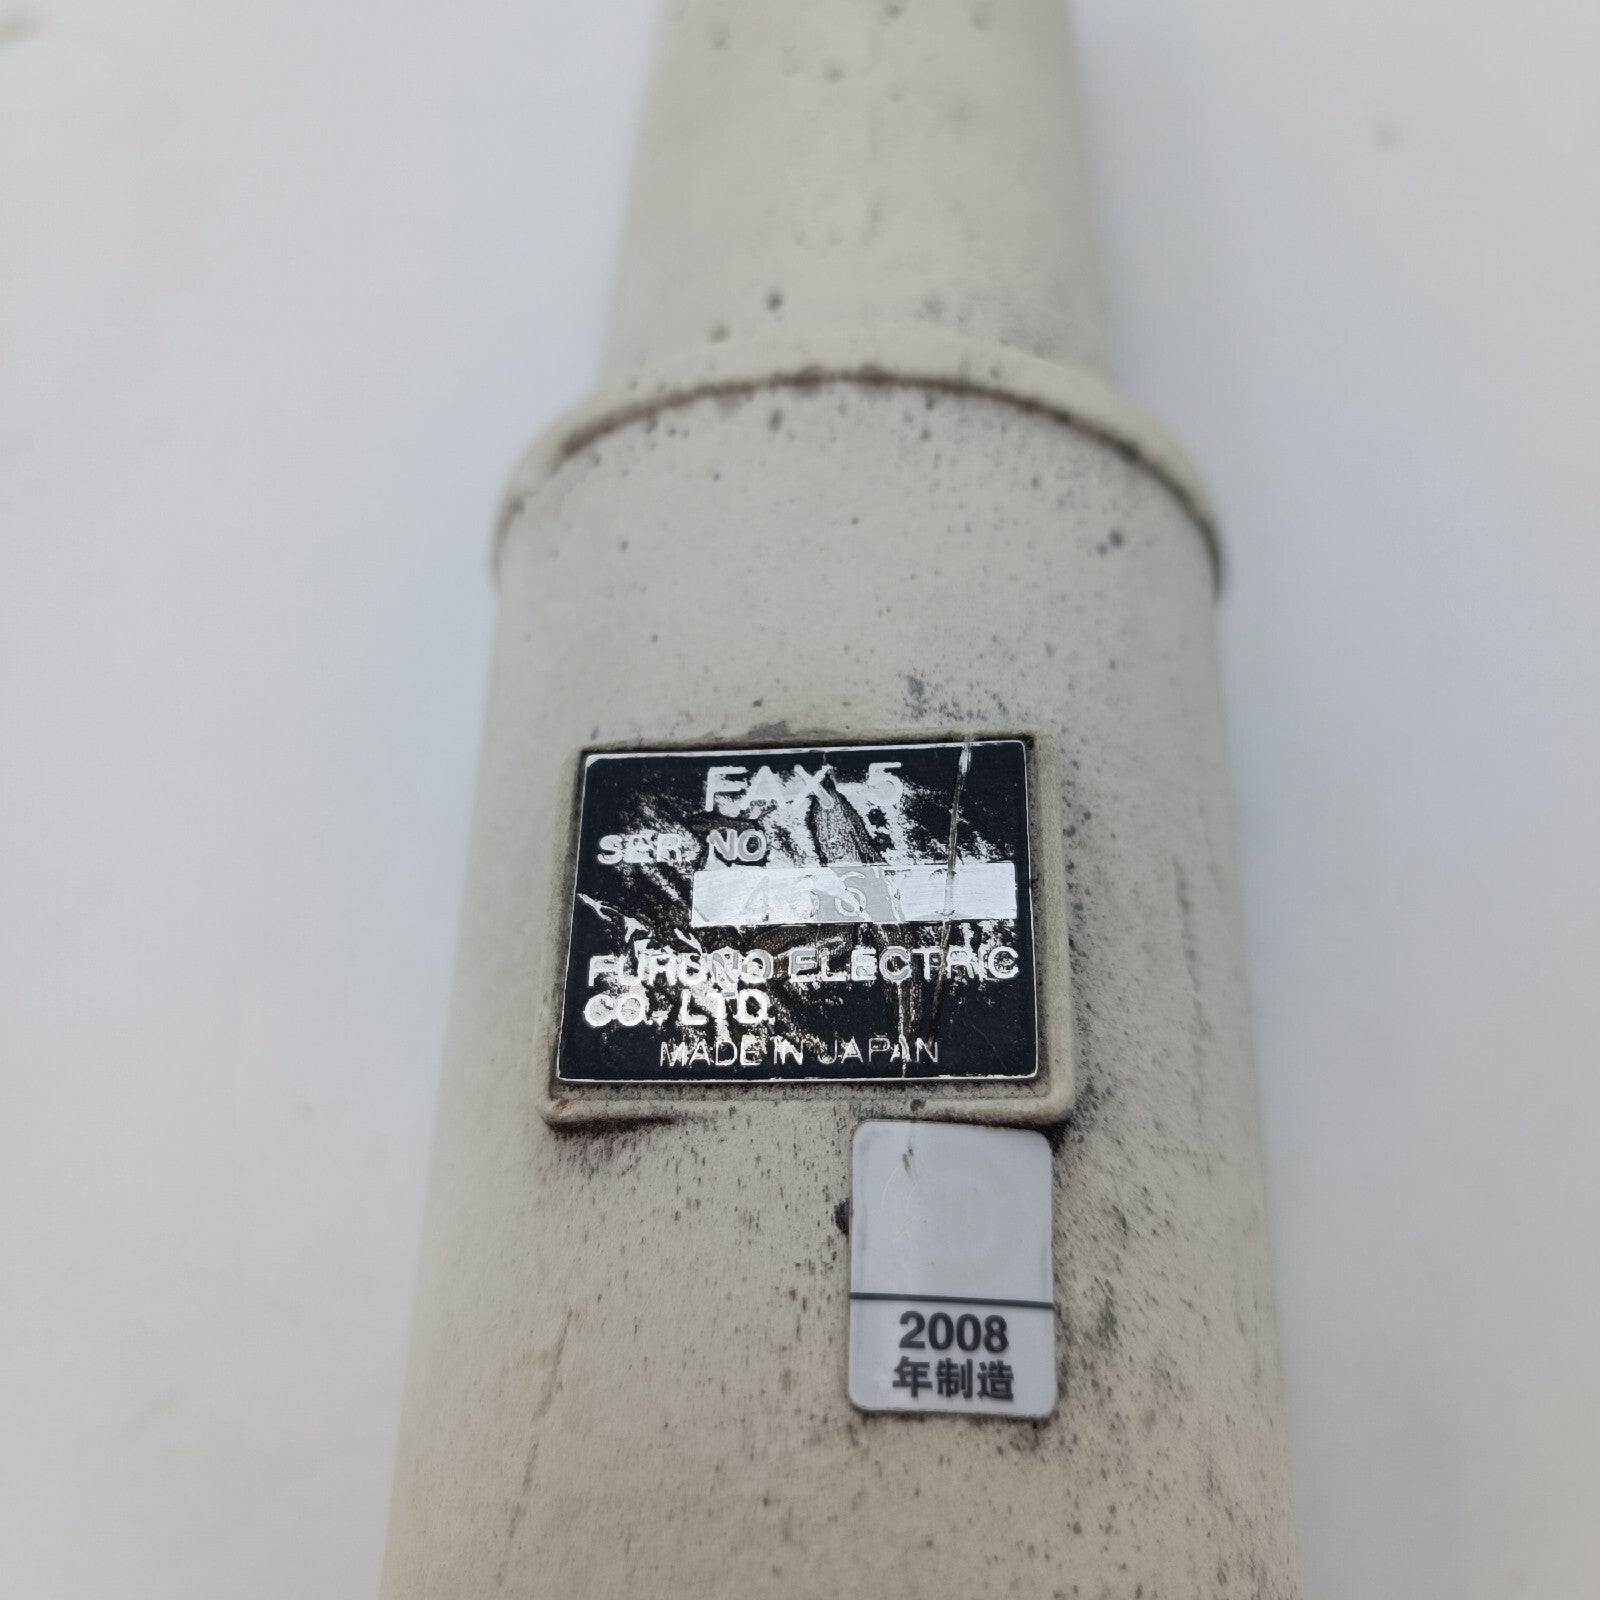 FAX-5
SER. NO.
FURUNO ELECTRIC
CO., LTD.
MADE IN JAPAN
2008
年制造